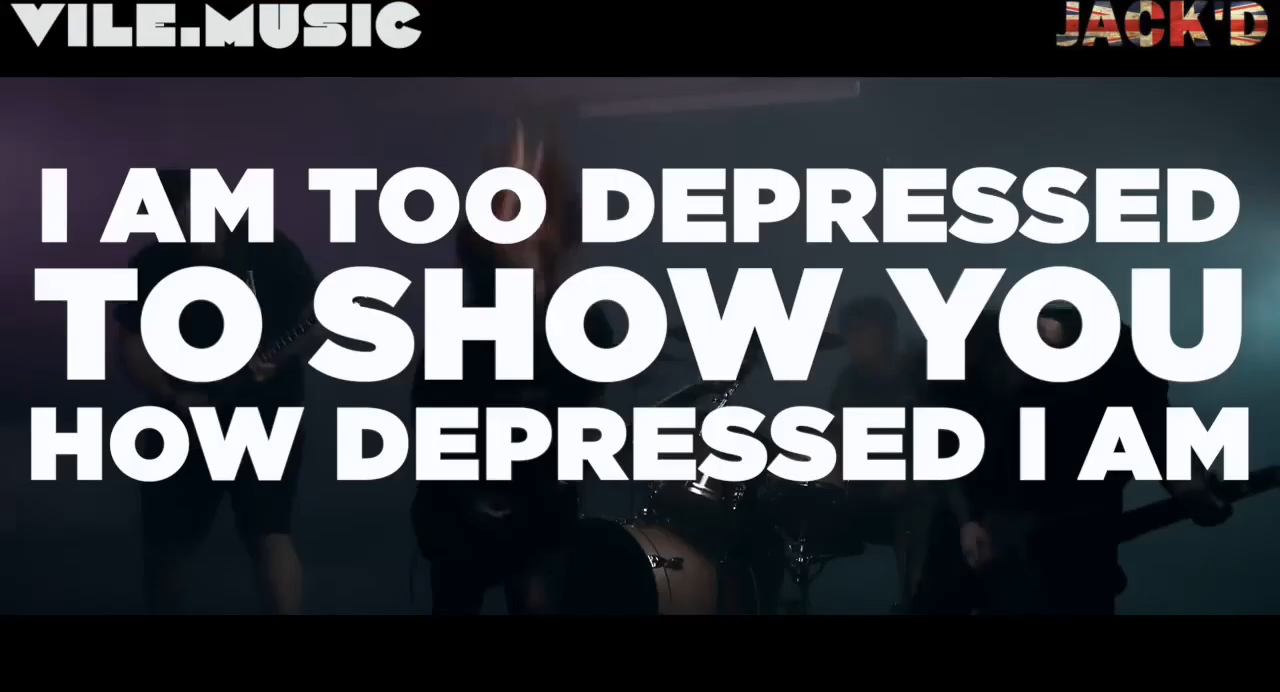 VILE.MUSIC
JACK'D
I AM TOO DEPRESSED
TO SHOW YOU
HOW DEPRESSED I AM